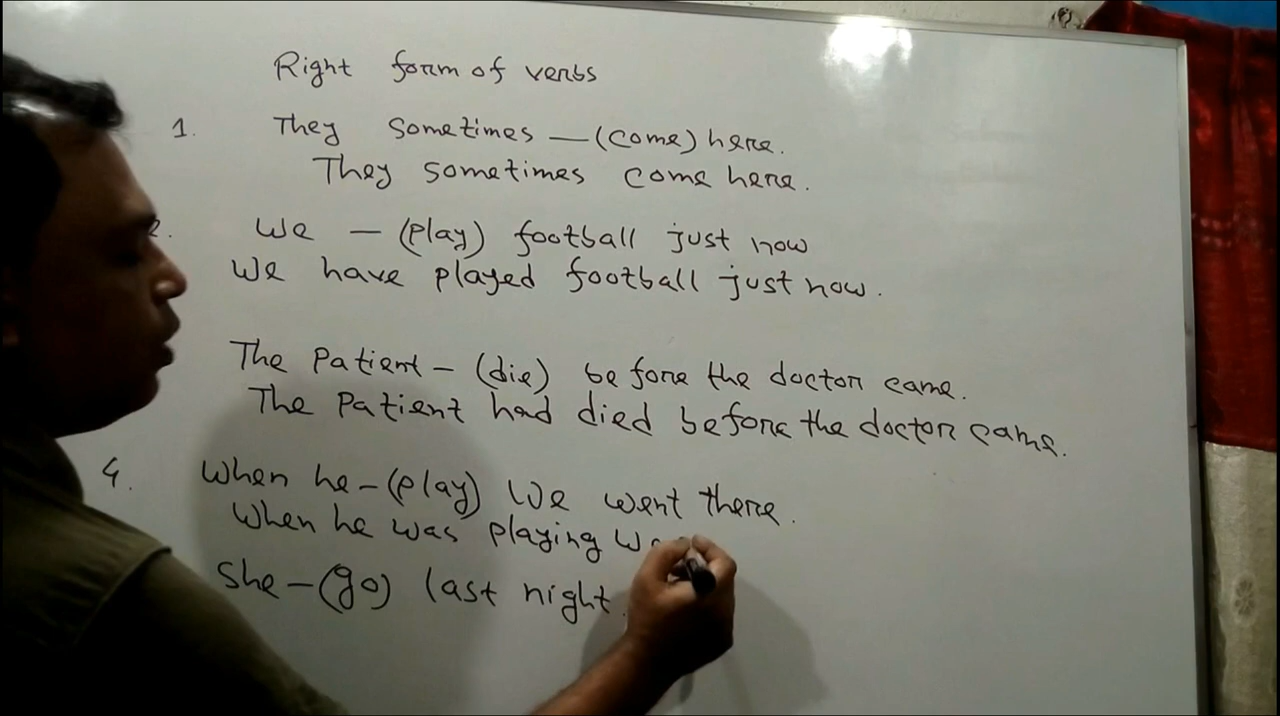 Right form of verbs
1. They sometimes — (come) here.
They sometimes come here.
2. We — (play) football just now
We have played football just now.
The patient — (die) before the doctor came.
The patient had died before the doctor came.
4. When he — (play) we went there.
When he was playing
She — (go) last night.